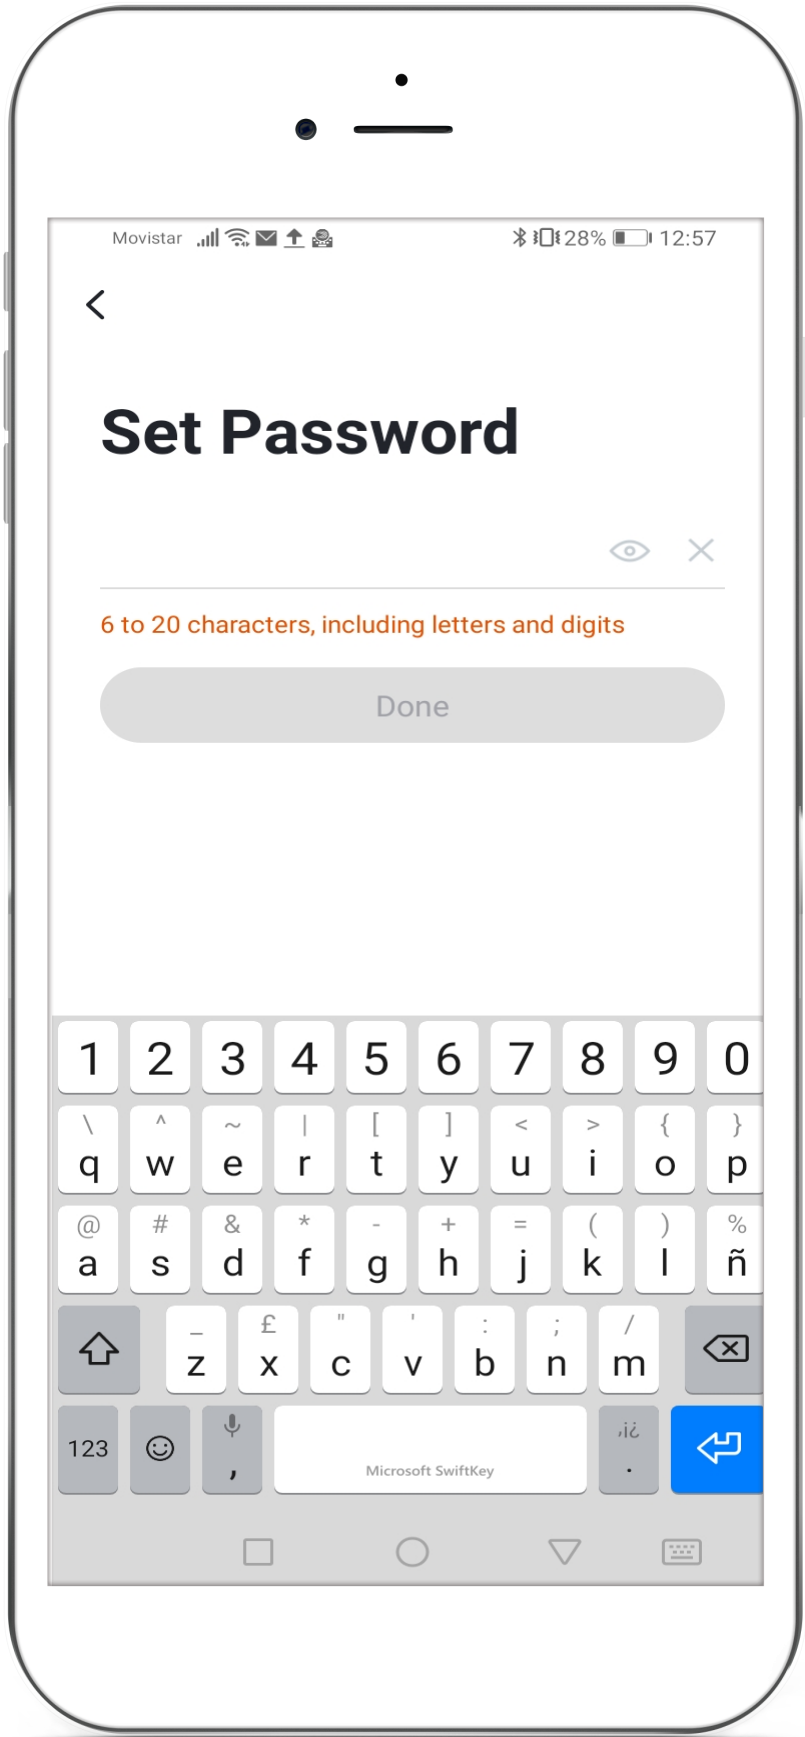 Movistar 28% 12:57
Set Password
6 to 20 characters, including letters and digits
Done
1 2 3 4 5 6 7 8 9 0
\ ^ ~ | [ ] < > { }
q w e r t y u i o p
@ # & * - + = ( ) %
a s d f g h j k l ñ
_ £ " ' : ; /
z x c v b n m
,¡¿
123 , .
Microsoft SwiftKey